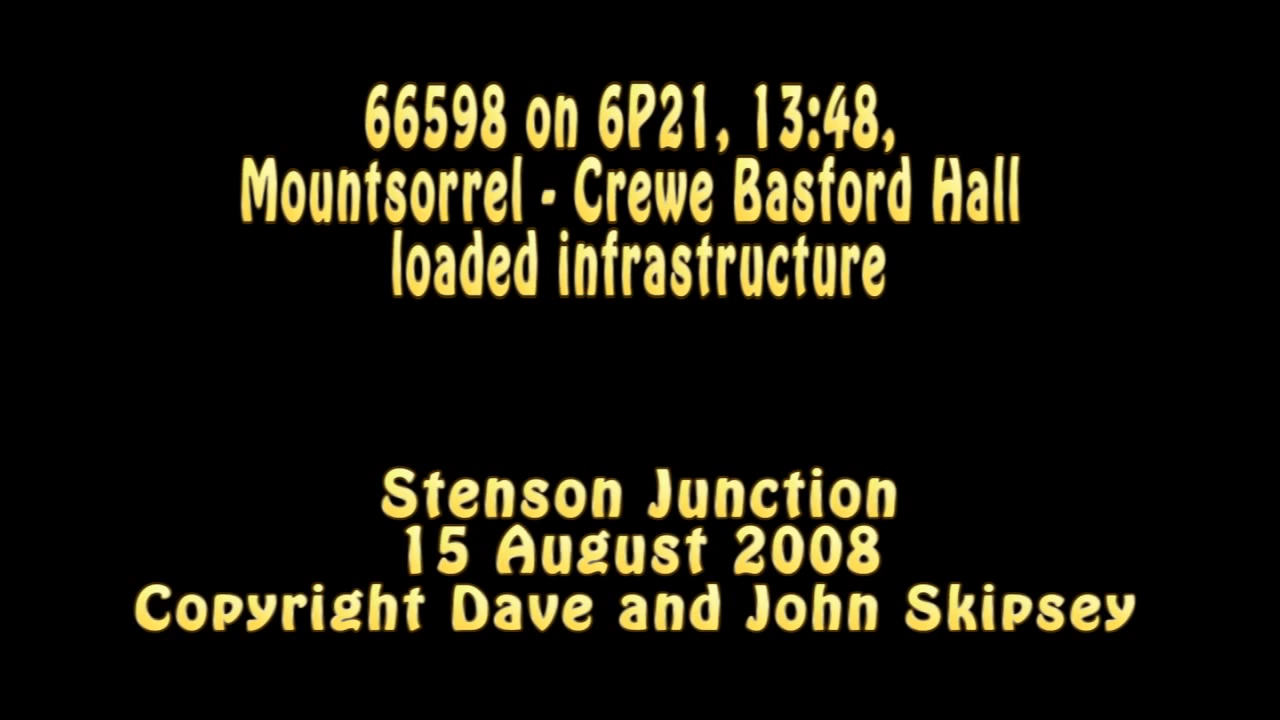 66598 on 6P21, 13:48,
Mountsorrel - Crewe Basford Hall
loaded infrastructure
Stenson Junction
15 August 2008
Copyright Dave and John Skipsey